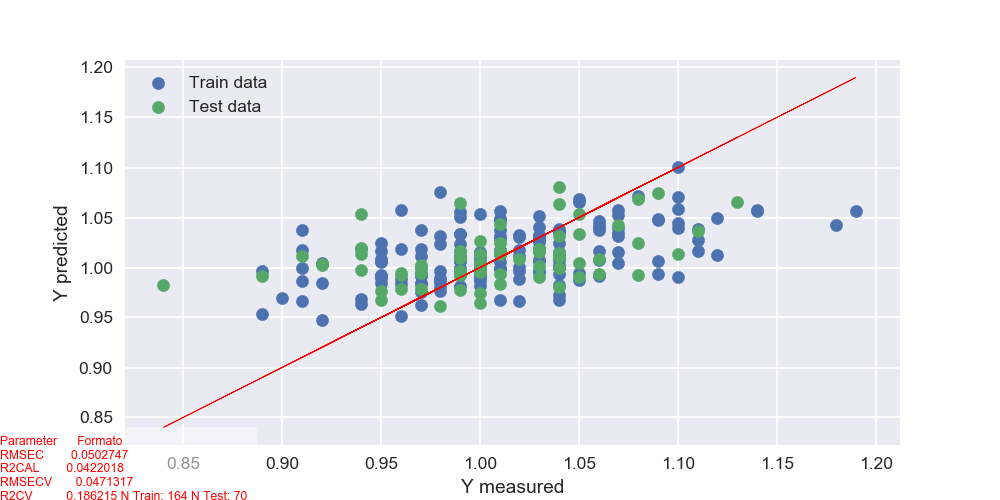 1.20
Train data
Test data
1.15
1.10
1.05
Y predicted
1.00
0.95
0.90
0.85
0.85 0.90 0.95 1.00 1.05 1.10 1.15 1.20
Y measured
Parameter Formato
RMSEC 0.0502747
R2CAL 0.0422018
RMSECV 0.0471317
R2CV 0.186215 N Train: 164 N Test: 70